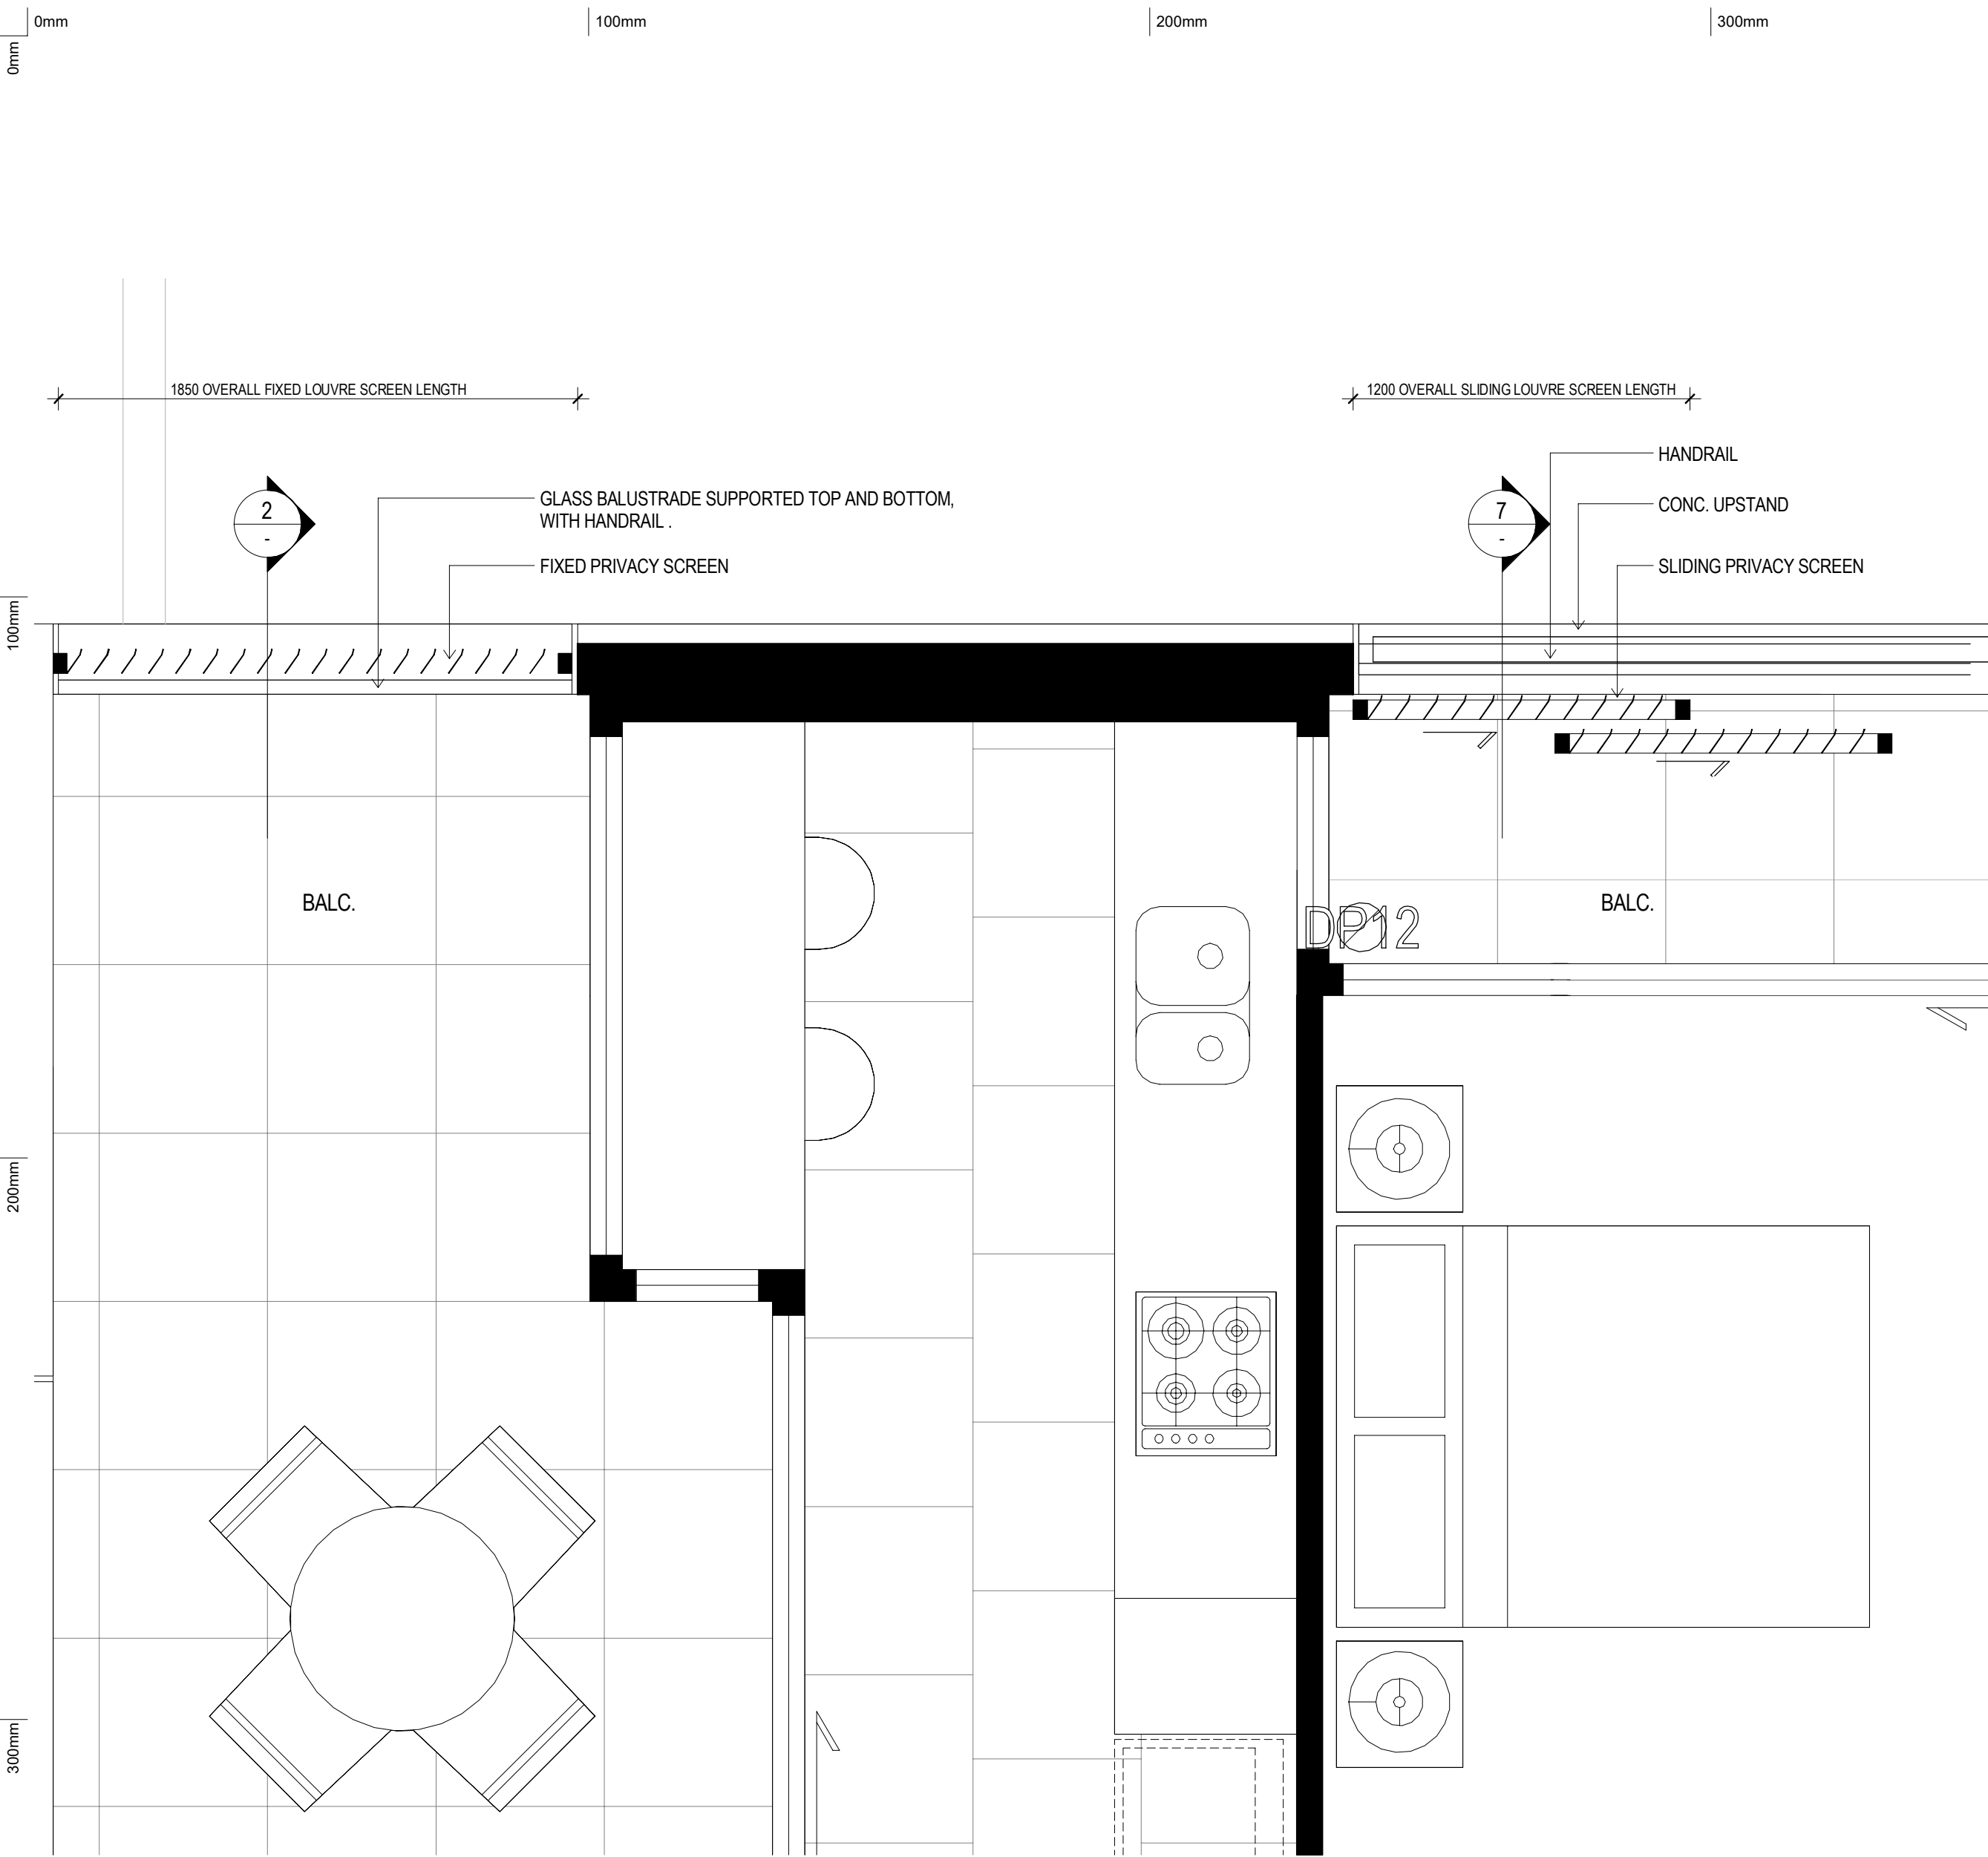 0mm
100mm
200mm
300mm
0mm
1850 OVERALL FIXED LOUVRE SCREEN LENGTH
1200 OVERALL SLIDING LOUVRE SCREEN LENGTH
HANDRAIL
2
-
GLASS BALUSTRADE SUPPORTED TOP AND BOTTOM,
WITH HANDRAIL .
7
-
CONC. UPSTAND
FIXED PRIVACY SCREEN
SLIDING PRIVACY SCREEN
100mm
BALC.
BALC.
DP12
200mm
300mm